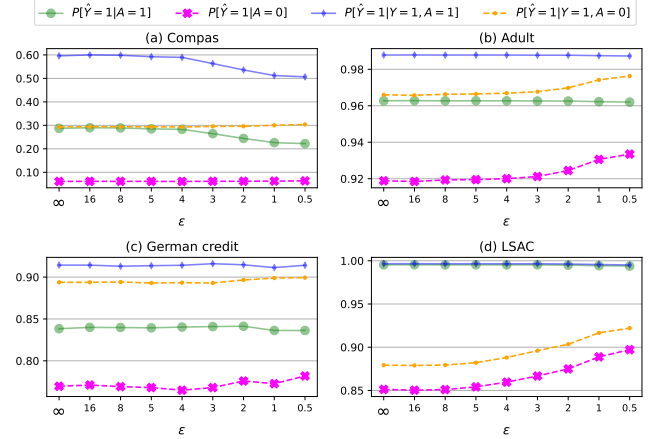 P[Ŷ = 1|A = 1] P[Ŷ = 1|A = 0] P[Ŷ = 1|Y = 1, A = 1] P[Ŷ = 1|Y = 1, A = 0]
(a) Compas
0.60
0.50
0.40
0.30
0.20
0.10
∞ 16 8 5 4 3 2 1 0.5
ε
(b) Adult
0.98
0.96
0.94
0.92
∞ 16 8 5 4 3 2 1 0.5
ε
(c) German credit
0.90
0.85
0.80
∞ 16 8 5 4 3 2 1 0.5
ε
(d) LSAC
1.00
0.95
0.90
0.85
∞ 16 8 5 4 3 2 1 0.5
ε